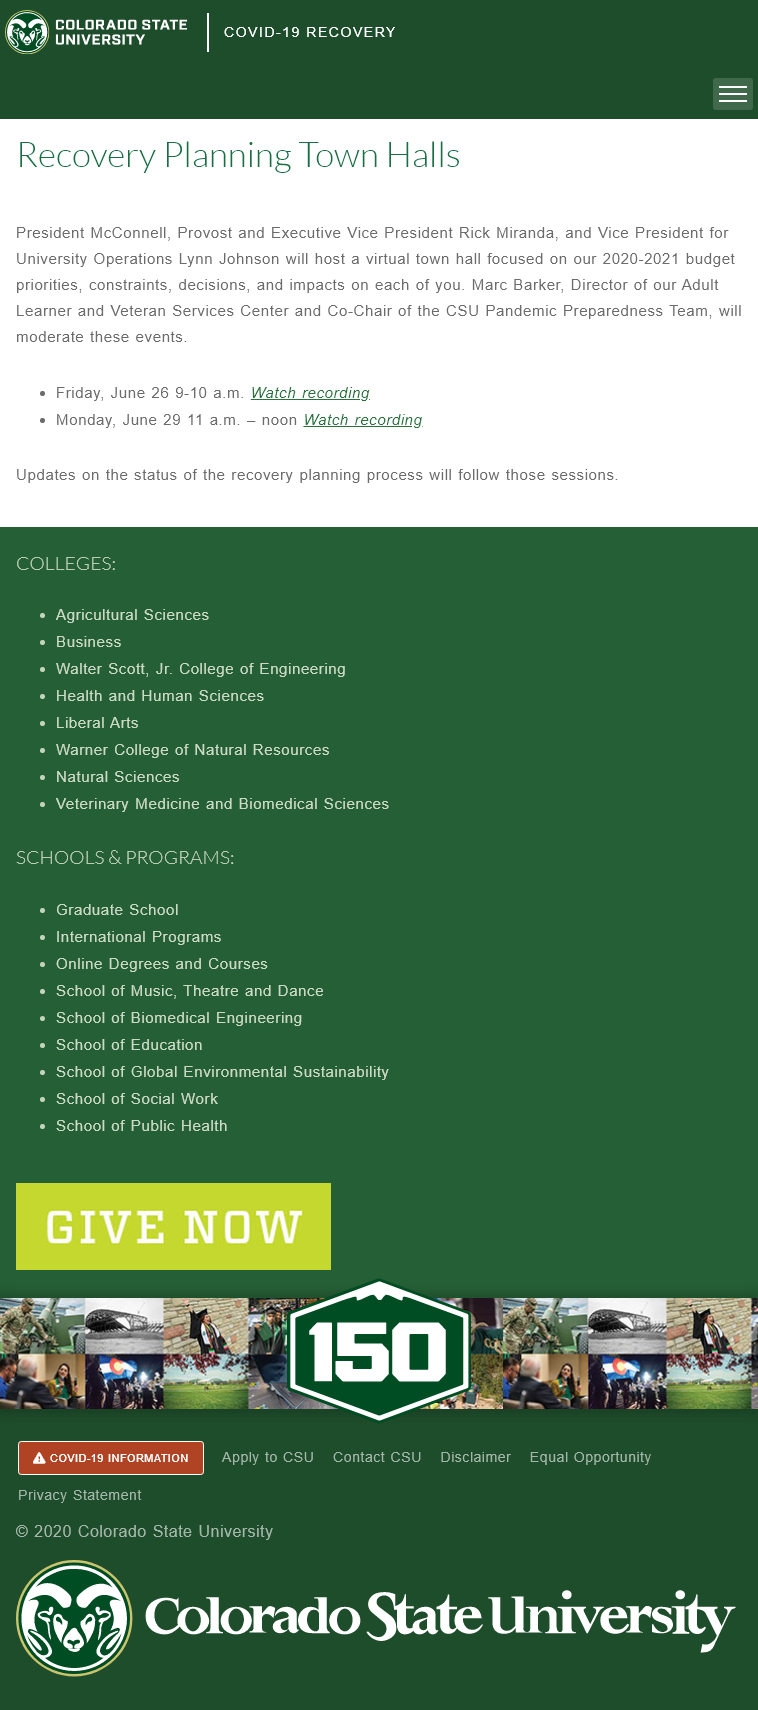 COLORADO STATE
UNIVERSITY
COVID-19 RECOVERY
Recovery Planning Town Halls
President McConnell, Provost and Executive Vice President Rick Miranda, and Vice President for
University Operations Lynn Johnson will host a virtual town hall focused on our 2020-2021 budget
priorities, constraints, decisions, and impacts on each of you. Marc Barker, Director of our Adult
Learner and Veteran Services Center and Co-Chair of the CSU Pandemic Preparedness Team, will
moderate these events.
Friday, June 26 9-10 a.m. Watch recording
Monday, June 29 11 a.m. – noon Watch recording
Updates on the status of the recovery planning process will follow those sessions.
COLLEGES:
Agricultural Sciences
Business
Walter Scott, Jr. College of Engineering
Health and Human Sciences
Liberal Arts
Warner College of Natural Resources
Natural Sciences
Veterinary Medicine and Biomedical Sciences
SCHOOLS & PROGRAMS:
Graduate School
International Programs
Online Degrees and Courses
School of Music, Theatre and Dance
School of Biomedical Engineering
School of Education
School of Global Environmental Sustainability
School of Social Work
School of Public Health
GIVE NOW
150
COVID-19 INFORMATION Apply to CSU Contact CSU Disclaimer Equal Opportunity
Privacy Statement
© 2020 Colorado State University
Colorado State University